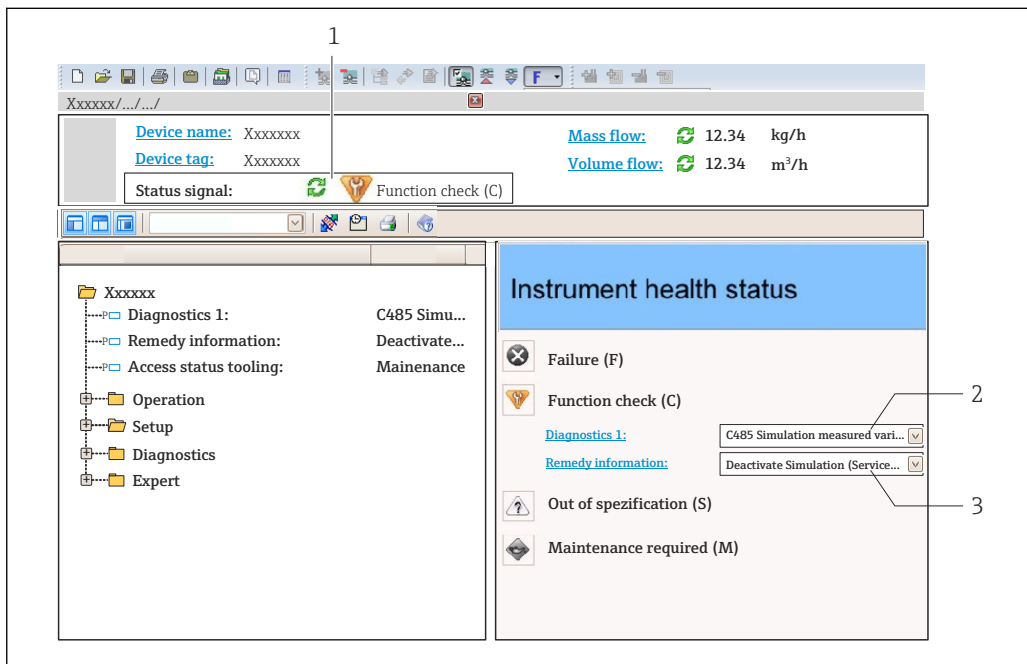 1
F
Xxxxxx/.../.../
Device name: Xxxxxxx
Mass flow: 12.34 kg/h
Device tag: Xxxxxxx
Volume flow: 12.34 m³/h
Status signal: Function check (C)
Xxxxxx
P Diagnostics 1: C485 Simu...
P Remedy information: Deactivate...
P Access status tooling: Mainenance
Operation
Setup
Diagnostics
Expert
Instrument health status
Failure (F)
Function check (C)
2
Diagnostics 1: C485 Simulation measured vari...
Remedy information: Deactivate Simulation (Service...
Out of spezification (S)
3
Maintenance required (M)